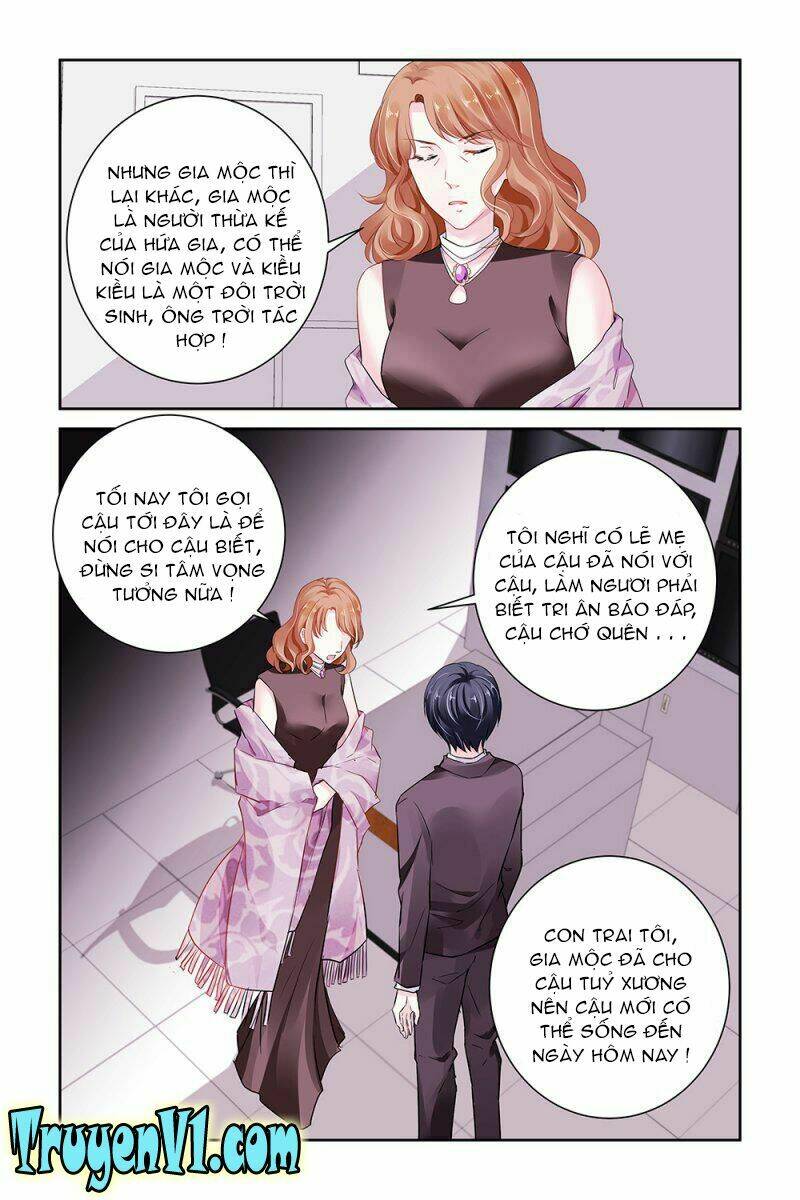 NHƯNG GIA MỘC THÌ
LẠI KHÁC, GIA MỘC
LÀ NGƯỜI THỪA KẾ
CỦA HỨA GIA, CÓ THỂ
NÓI GIA MỘC VÀ KIỀU
KIỀU LÀ MỘT ĐÔI TRỜI
SINH, ÔNG TRỜI TÁC
HỢP !
TỐI NAY TÔI GỌI
CẬU TỚI ĐÂY LÀ ĐỂ
NÓI CHO CẬU BIẾT,
ĐỪNG SI TÂM VỌNG
TƯỞNG NỮA !
TÔI NGHĨ CÓ LẼ MẸ
CỦA CẬU ĐÃ NÓI VỚI
CẬU, LÀM NGƯƠI PHẢI
BIẾT TRI ÂN BÁO ĐÁP,
CẬU CHỚ QUÊN . . .
CON TRAI TÔI,
GIA MỘC ĐÃ CHO
CẬU TUỶ XƯƠNG
NÊN CẬU MỚI CÓ
THỂ SỐNG ĐẾN
NGÀY HÔM NAY !
TruyenV1.com